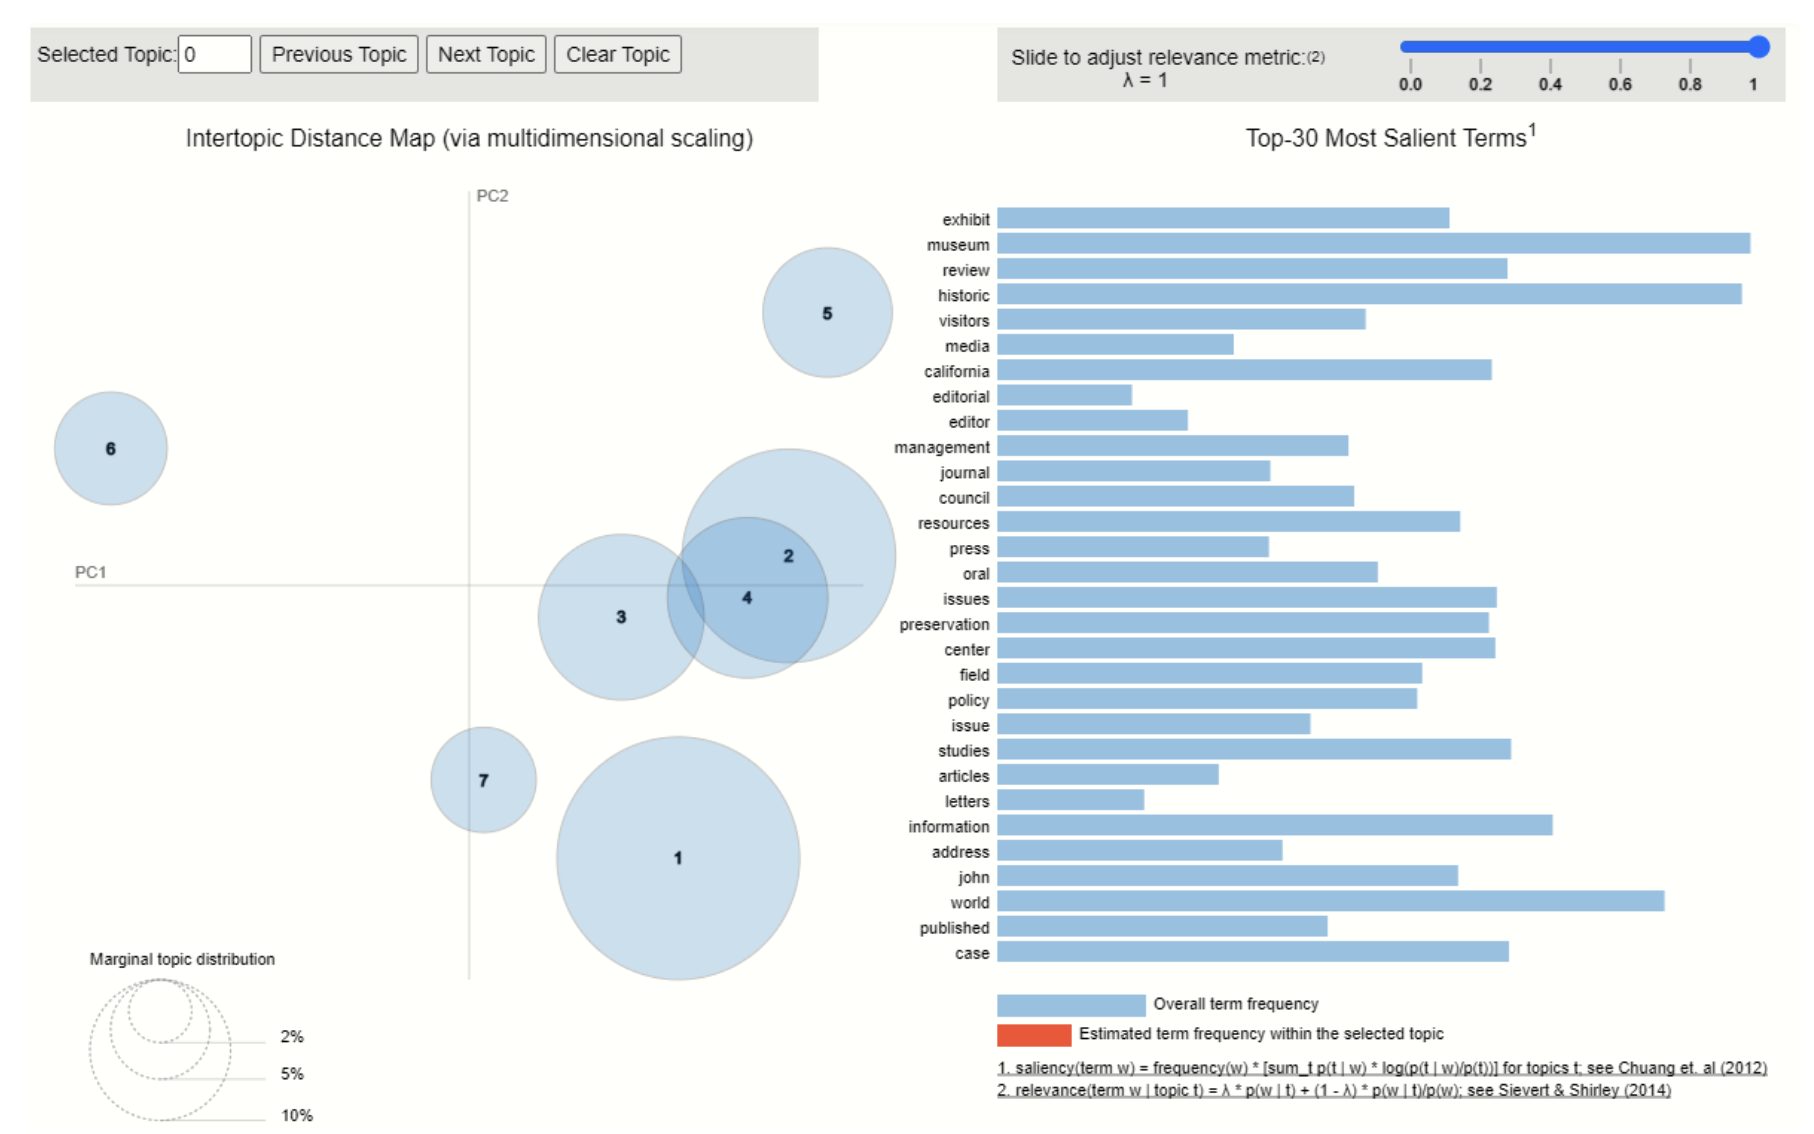 Selected Topic: 0 Previous Topic Next Topic Clear Topic
Slide to adjust relevance metric:(2)
λ = 1
0.0 0.2 0.4 0.6 0.8 1
Intertopic Distance Map (via multidimensional scaling)
PC2
PC1
5
6
2
4
3
7
1
Marginal topic distribution
2%
5%
10%
Top-30 Most Salient Terms1
exhibit
museum
review
historic
visitors
media
california
editorial
editor
management
journal
council
resources
press
oral
issues
preservation
center
field
policy
issue
studies
articles
letters
information
address
john
world
published
case
Overall term frequency
Estimated term frequency within the selected topic
1. saliency(term w) = frequency(w) * [sum_t p(t | w) * log(p(t | w)/p(t))] for topics t; see Chuang et. al (2012)
2. relevance(term w | topic t) = λ * p(w | t) + (1 - λ) * p(w | t)/p(w); see Sievert & Shirley (2014)